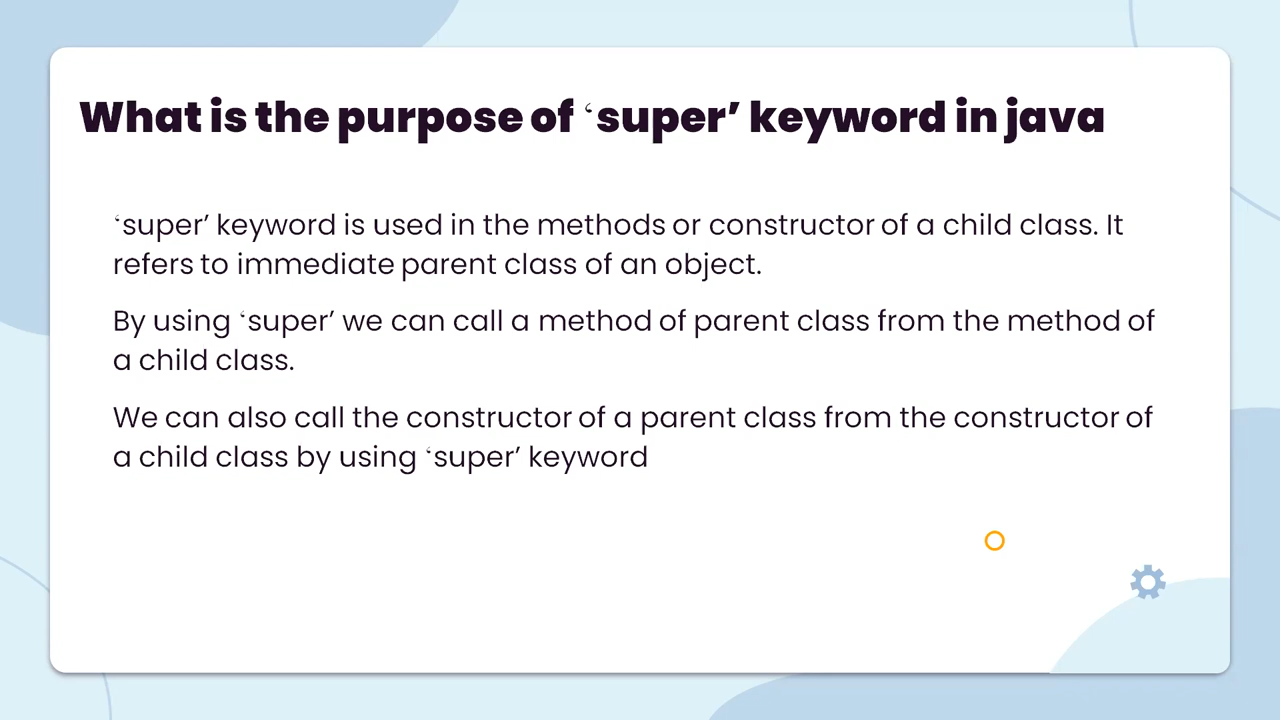 What is the purpose of ‘super’ keyword in java
‘super’ keyword is used in the methods or constructor of a child class. It
refers to immediate parent class of an object.
By using ‘super’ we can call a method of parent class from the method of
a child class.
We can also call the constructor of a parent class from the constructor of
a child class by using ‘super’ keyword